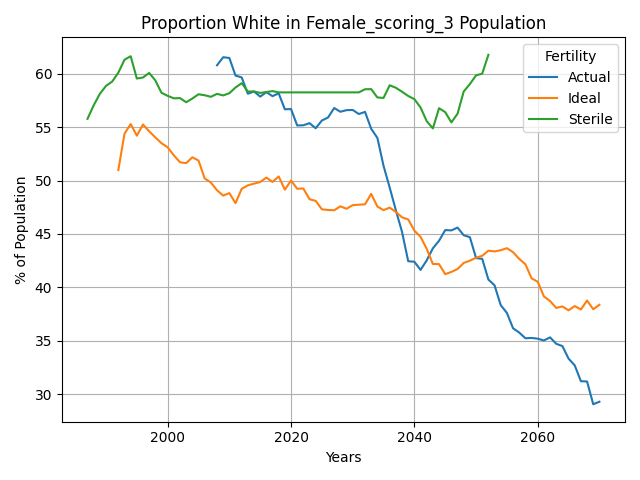 Proportion White in Female_scoring_3 Population
Fertility
Actual
Ideal
Sterile
% of Population
60
55
50
45
40
35
30
2000
2020
2040
2060
Years